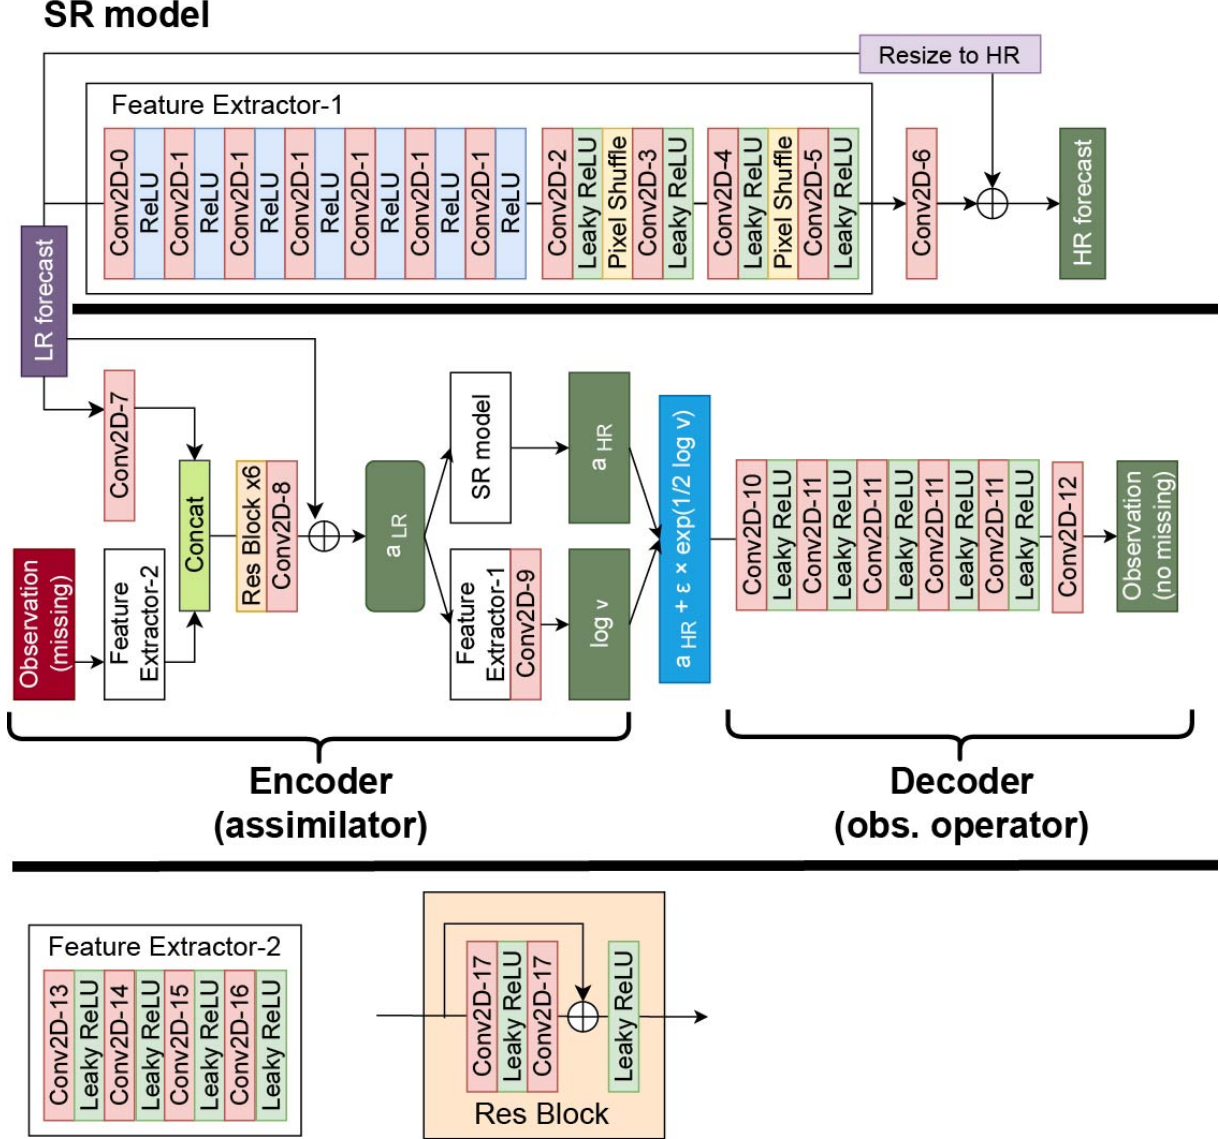 SR model
Resize to HR
Feature Extractor-1
Conv2D-0
ReLU
Conv2D-1
ReLU
Conv2D-1
ReLU
Conv2D-1
ReLU
Conv2D-1
ReLU
Conv2D-1
ReLU
Conv2D-1
ReLU
Conv2D-2
Leaky ReLU
Pixel Shuffle
Conv2D-3
Leaky ReLU
Conv2D-4
Leaky ReLU
Pixel Shuffle
Conv2D-5
Leaky ReLU
Conv2D-6
HR forecast
LR forecast
Conv2D-7
Observation
(missing)
Feature
Extractor-2
Concat
Res Block x6
Conv2D-8
a LR
SR model
Feature
Extractor-1
Conv2D-9
a HR
log v
a HR + ε × exp(1/2 log v)
Conv2D-10
Leaky ReLU
Conv2D-11
Leaky ReLU
Conv2D-11
Leaky ReLU
Conv2D-11
Leaky ReLU
Conv2D-11
Leaky ReLU
Conv2D-12
Observation
(no missing)
Encoder
(assimilator)
Decoder
(obs. operator)
Feature Extractor-2
Conv2D-13
Leaky ReLU
Conv2D-14
Leaky ReLU
Conv2D-15
Leaky ReLU
Conv2D-16
Leaky ReLU
Conv2D-17
Leaky ReLU
Conv2D-17
Leaky ReLU
Res Block